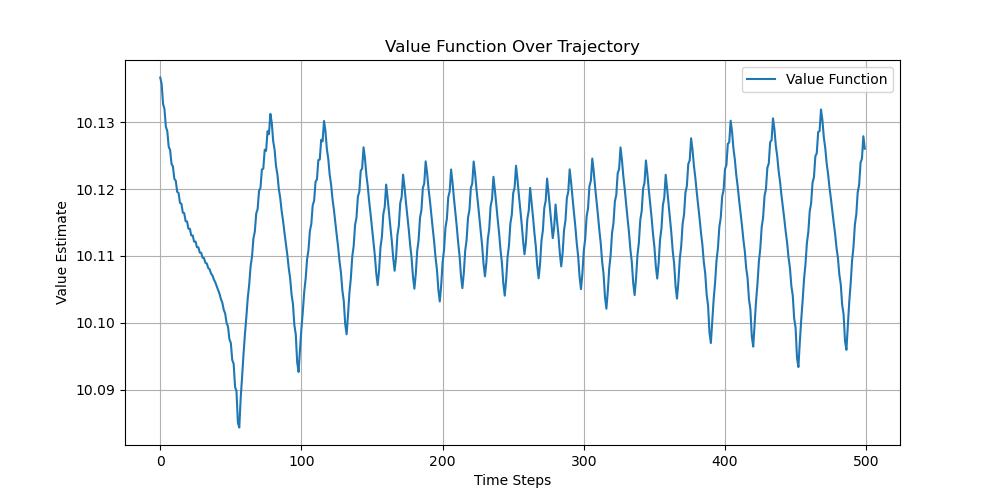 Value Function Over Trajectory
Value Function
Value Estimate
10.13
10.12
10.11
10.10
10.09
0 100 200 300 400 500
Time Steps